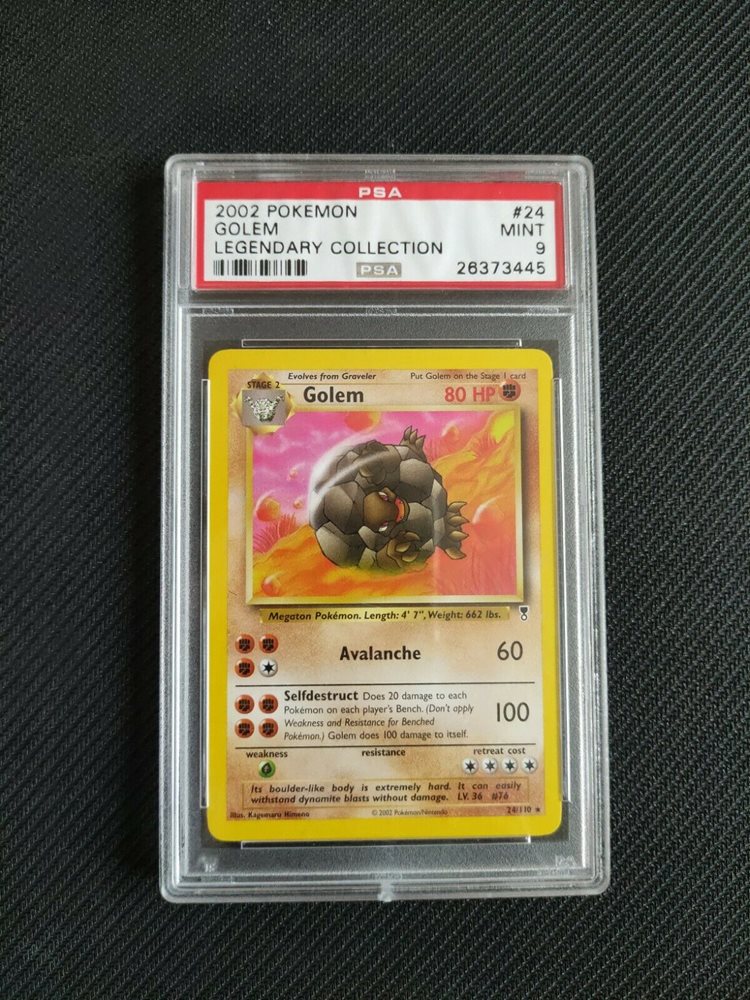 PSA
2002 POKEMON #24
GOLEM MINT
LEGENDARY COLLECTION 9
PSA 26373445
Evolves from Graveler Put Golem on the Stage 1 card
STAGE 2 Golem 80 HP
Megaton Pokémon. Length: 4' 7", Weight: 662 lbs.
Avalanche 60
Selfdestruct Does 20 damage to each
Pokémon on each player's Bench. (Don't apply
Weakness and Resistance for Benched
Pokémon.) Golem does 100 damage to itself.
100
weakness resistance retreat cost
Its boulder-like body is extremely hard. It can easily
withstand dynamite blasts without damage. LV. 36 #76
Illus. Kagemaru Himeno © 2002 Pokémon/Nintendo 24/110 ★